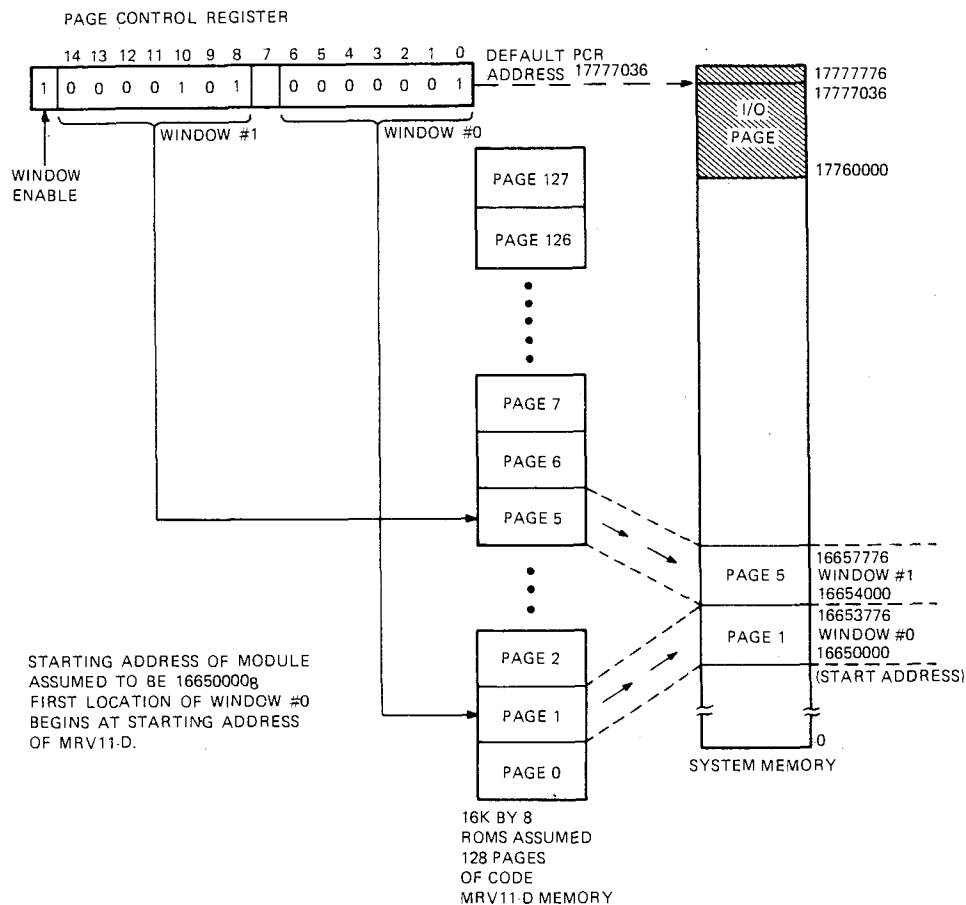 PAGE CONTROL REGISTER
14 13 12 11 10 9 8 7 6 5 4 3 2 1 0
1 0 0 0 0 1 0 1 0 0 0 0 0 0 1
DEFAULT PCR
ADDRESS 17777036
WINDOW #1
WINDOW #0
WINDOW
ENABLE
17777776
17777036
I/O
PAGE
17760000
PAGE 127
PAGE 126
PAGE 7
PAGE 6
PAGE 5
PAGE 5
16657776
WINDOW #1
16654000
16653776
PAGE 1
WINDOW #0
16650000
(START ADDRESS)
PAGE 2
PAGE 1
PAGE 0
0
SYSTEM MEMORY
STARTING ADDRESS OF MODULE
ASSUMED TO BE 16650000₈
FIRST LOCATION OF WINDOW #0
BEGINS AT STARTING ADDRESS
OF MRV11-D.
16K BY 8
ROMS ASSUMED
128 PAGES
OF CODE
MRV11-D MEMORY